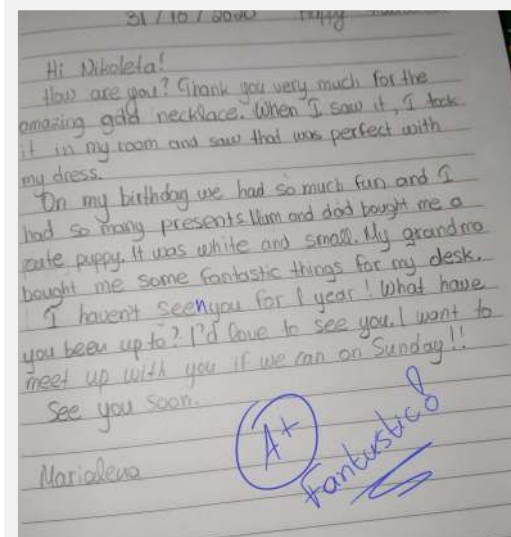 31/10/2020 Happy
Hi Nikoleta!
How are you? Thank you very much for the
amazing gold necklace. When I saw it, I took
it in my room and saw that was perfect with
my dress.
On my birthday we had so much fun and I
had so many presents. Mum and dad bought me a
cute puppy. It was white and small. My grandma
bought me some fantastic things for my desk.
I haven't seen you for 1 year! What have
you been up to? I'd love to see you. I want to
meet up with you if we can on Sunday!!
See you soon.
Marialena
A+
Fantastic!